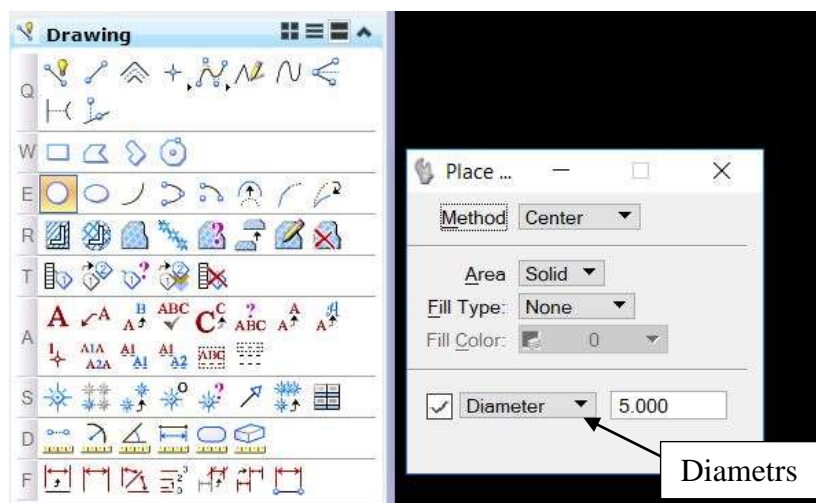 Drawing
Q
W
E
R
T
A
S
D
F
Place ...
Method Center
Area Solid
Fill Type: None
Fill Color: 0
Diameter 5.000
Diametrs